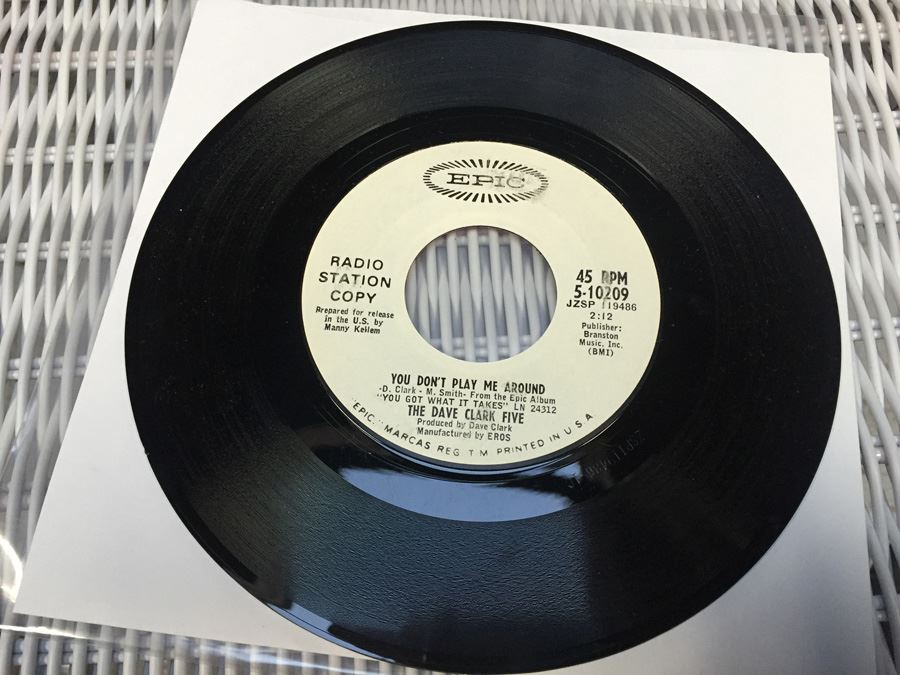 EPIC
RADIO
STATION
COPY
Prepared for release
in the U.S. by
Manny Kellem
45 RPM
5-10209
JZSP 119486
2:12
Publisher:
Branston
Music, Inc.
(BMI)
YOU DON'T PLAY ME AROUND
-D. Clark - M. Smith- From the Epic Album
"YOU GOT WHAT IT TAKES" LN 24312
THE DAVE CLARK FIVE
Produced by Dave Clark
Manufactured by EROS
"EPIC," MARCAS REG T M PRINTED IN U S A